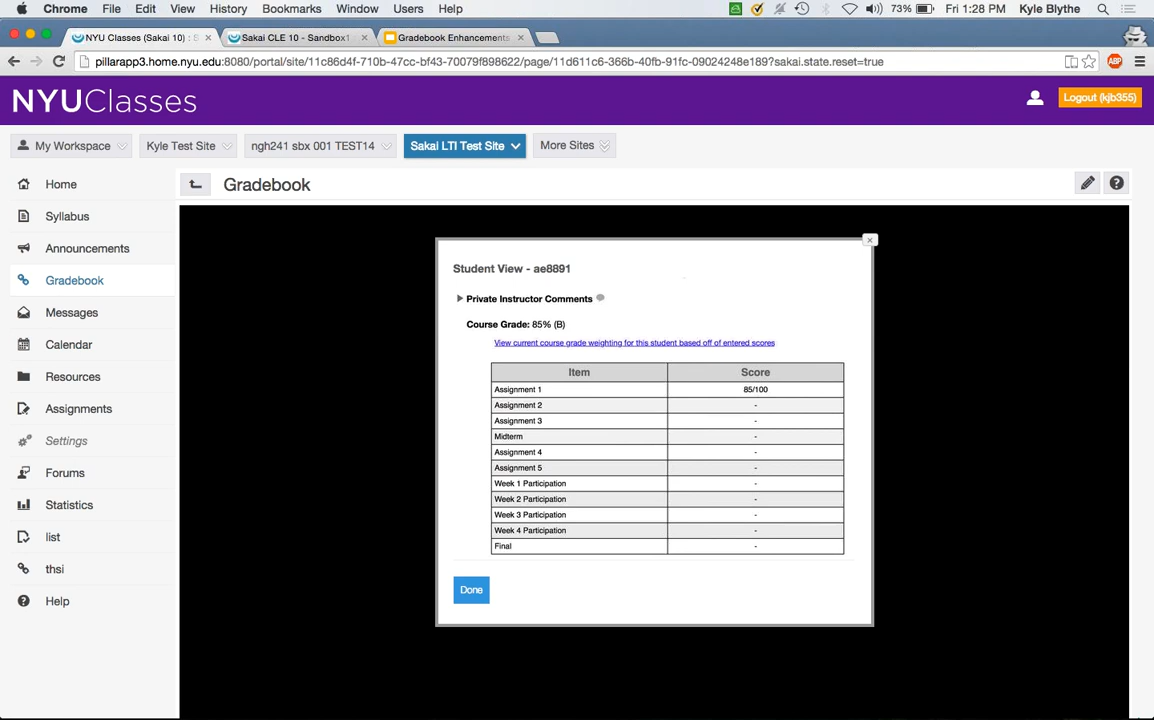 Chrome File Edit View History Bookmarks Window Users Help 73% Fri 1:28 PM Kyle Blythe
NYU Classes (Sakai 10) : S Sakai CLE 10 - Sandbox1 Gradebook Enhancements
pillarapp3.home.nyu.edu:8080/portal/site/11c86d4f-710b-47cc-bf43-70079f898622/page/11d611c6-366b-40fb-91fc-09024248e189?sakai.state.reset=true ABP
NYUClasses Logout (kjb355)
My Workspace Kyle Test Site ngh241 sbx 001 TEST14 Sakai LTI Test Site More Sites
Home
Gradebook
Syllabus
Announcements
Gradebook
Messages
Calendar
Resources
Assignments
Settings
Forums
Statistics
list
thsi
Help
×
Student View - ae8891
Private Instructor Comments
Course Grade: 85% (B)
View current course grade weighting for this student based off of entered scores
Item Score
Assignment 1 85/100
Assignment 2 -
Assignment 3 -
Midterm -
Assignment 4 -
Assignment 5 -
Week 1 Participation -
Week 2 Participation -
Week 3 Participation -
Week 4 Participation -
Final -
Done